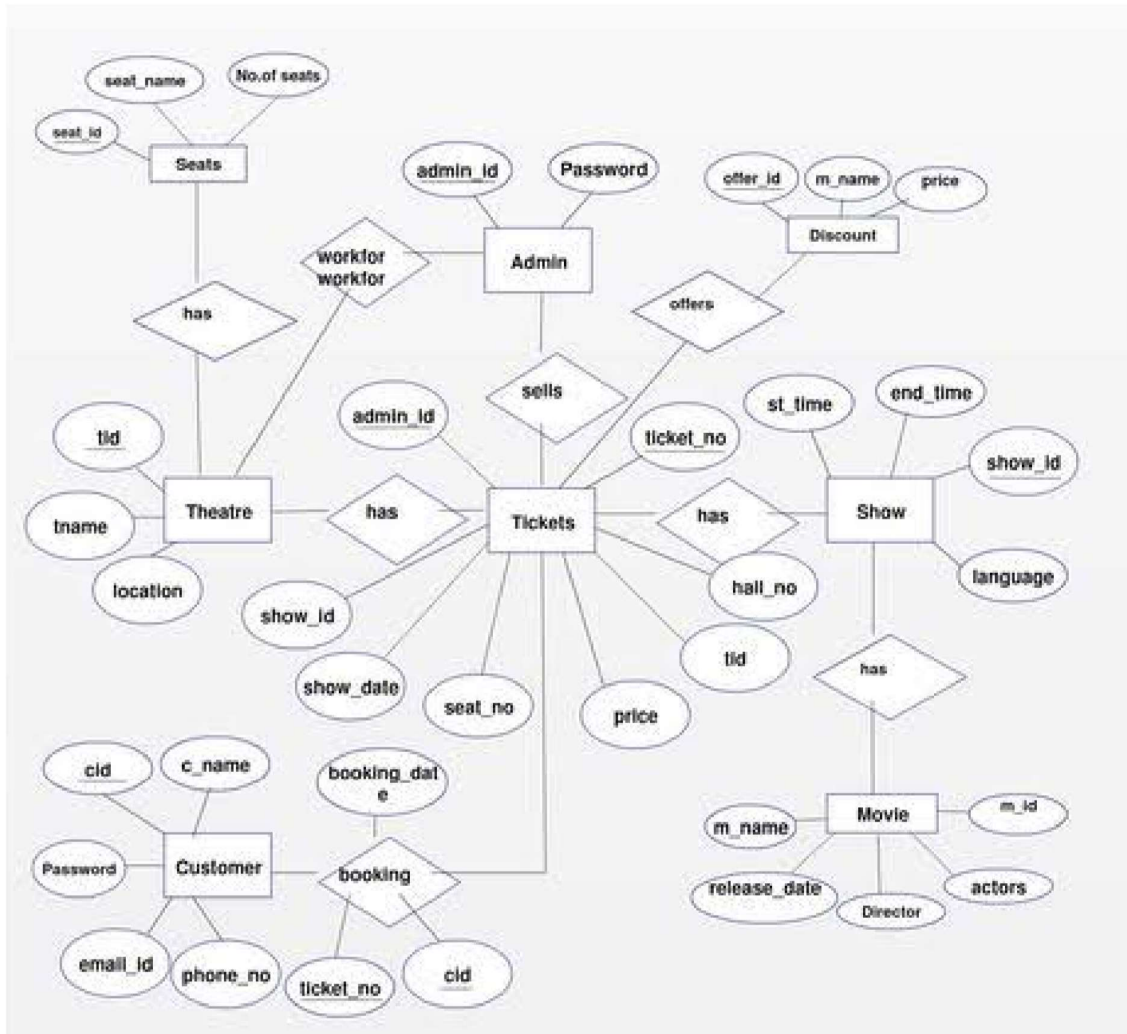 seat_name
No.of seats
seat_id
Seats
admin_id
Password
offer_id
m_name
price
Discount
workfor
workfor
Admin
has
offers
sells
st_time
end_time
admin_id
ticket_no
show_id
tid
Theatre
has
Tickets
has
Show
tname
location
hall_no
language
show_id
tid
show_date
seat_no
price
has
cid
c_name
booking_dat
e
m_name
Movie
m_id
Password
Customer
booking
release_date
Director
actors
email_id
phone_no
ticket_no
cid